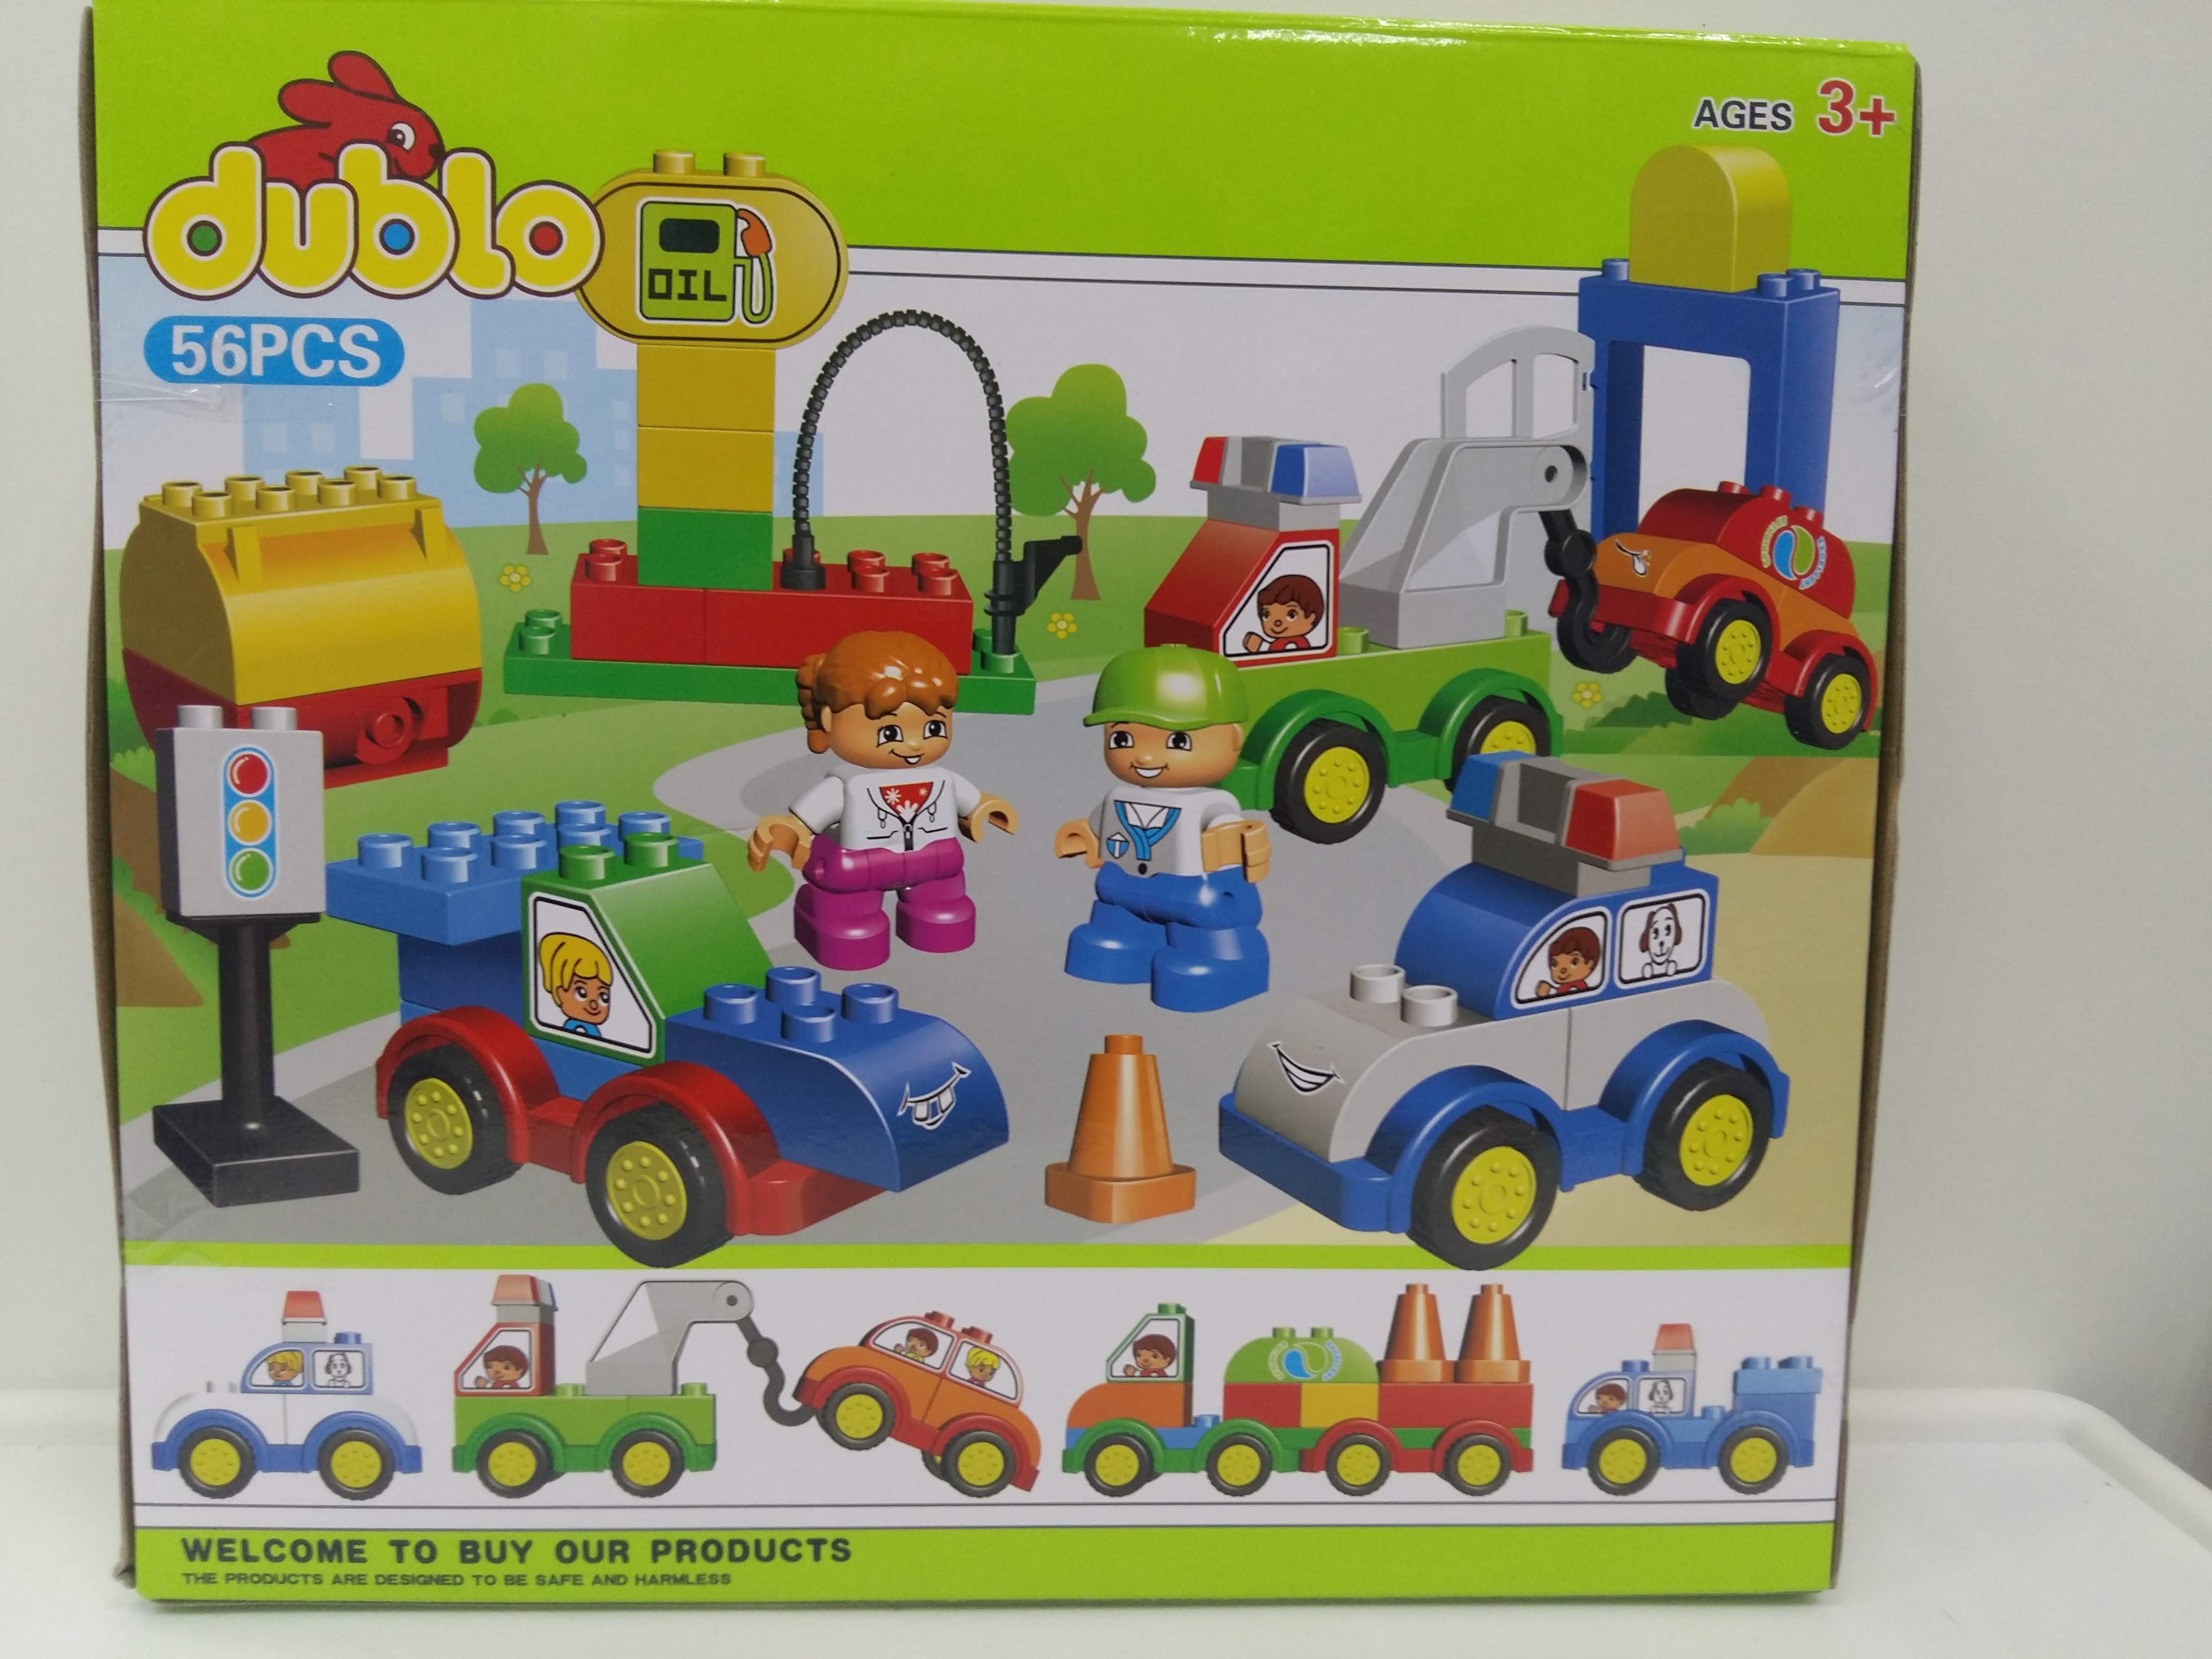 AGES 3+
dublo
OIL
56PCS
WELCOME TO BUY OUR PRODUCTS
THE PRODUCTS ARE DESIGNED TO BE SAFE AND HARMLESS